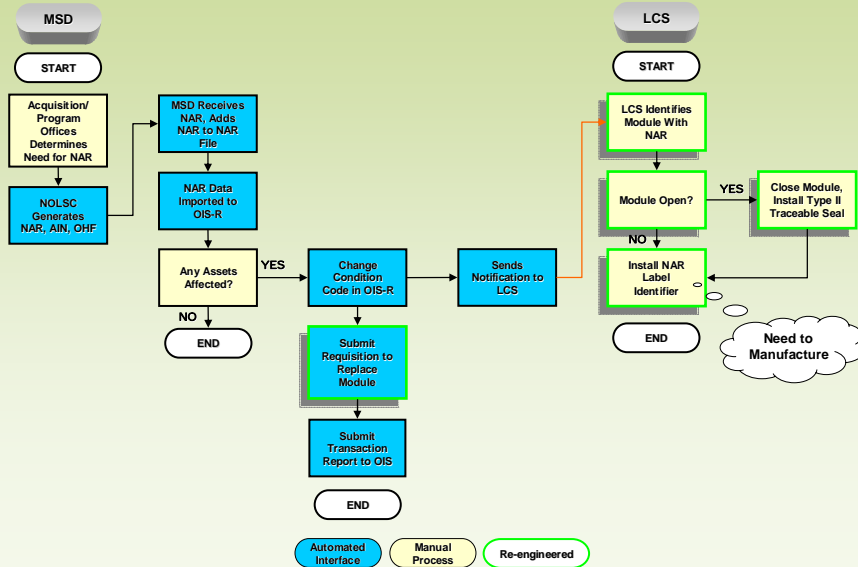 MSD
START
Acquisition/
Program
Offices
Determines
Need for NAR
NOLSC
Generates
NAR, AIN, OHF
MSD Receives
NAR, Adds
NAR to NAR
File
NAR Data
Imported to
OIS-R
Any Assets
Affected?
YES
NO
END
Change
Condition
Code in OIS-R
Submit
Requisition to
Replace
Module
Submit
Transaction
Report to OIS
END
Sends
Notification to
LCS
LCS
START
LCS Identifies
Module With
NAR
Module Open?
YES
NO
Close Module,
Install Type II
Traceable Seal
Install NAR
Label
Identifier
END
Need to
Manufacture
Automated
Interface
Manual
Process
Re-engineered